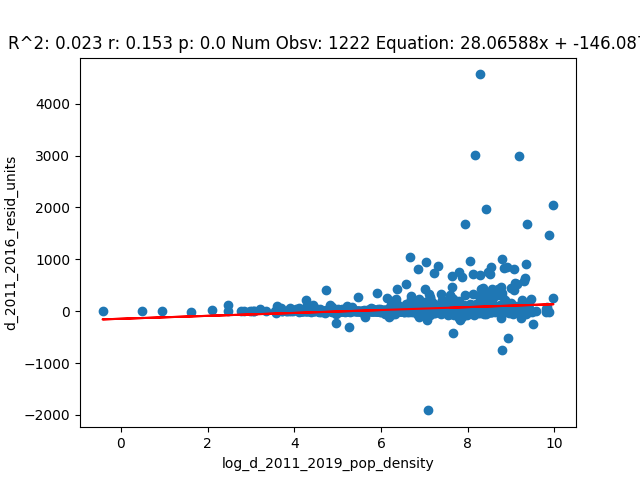 R^2: 0.023 r: 0.153 p: 0.0 Num Obsv: 1222 Equation: 28.06588x + -146.087
4000
3000
2000
1000
0
−1000
−2000
d_2011_2016_resid_units
0 2 4 6 8 10
log_d_2011_2019_pop_density